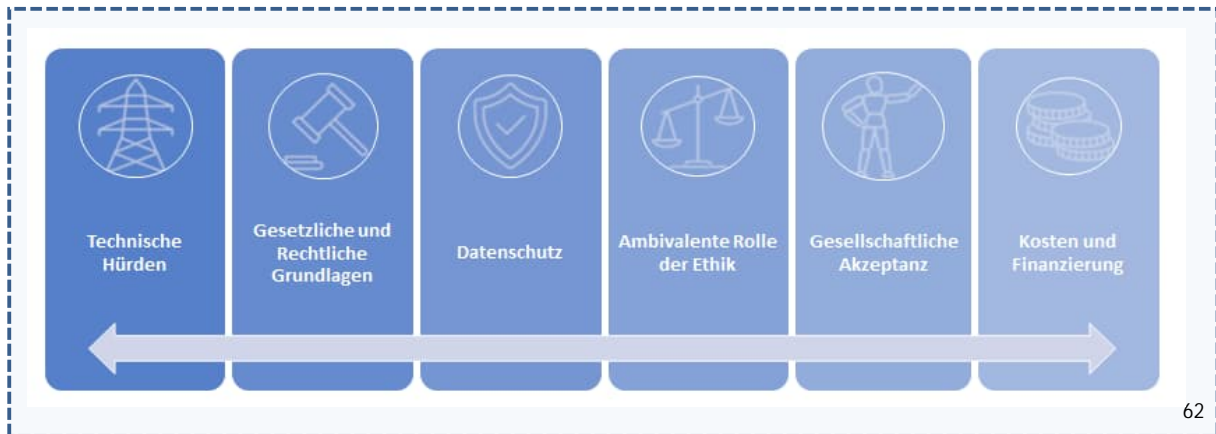 Technische
Hürden
Gesetzliche und
Rechtliche
Grundlagen
Datenschutz
Ambivalente Rolle
der Ethik
Gesellschaftliche
Akzeptanz
Kosten und
Finanzierung
62